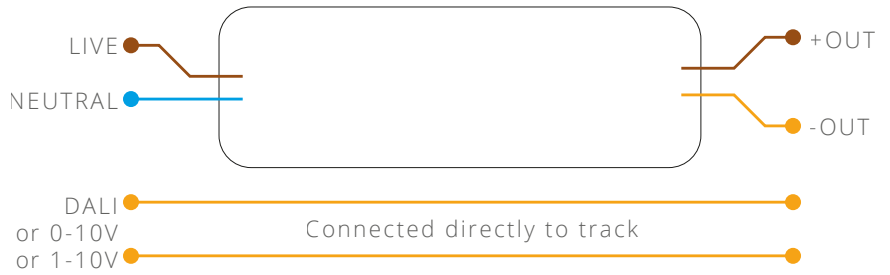 LIVE
+OUT
NEUTRAL
-OUT
DALI
or 0-10V
or 1-10V
Connected directly to track